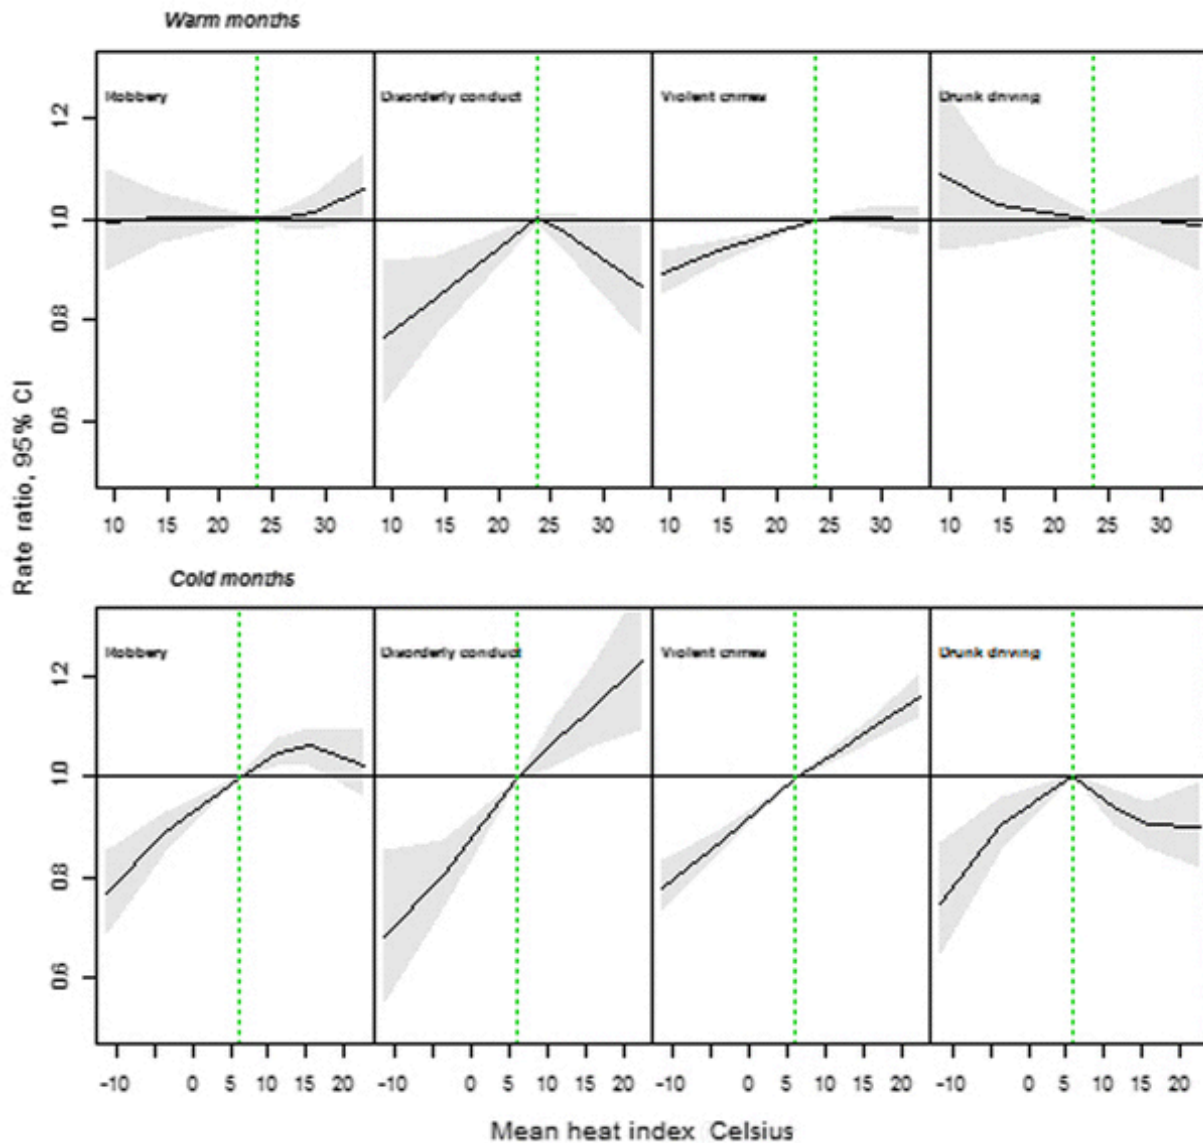 Warm months
Robbery Disorderly conduct Violent crimes Drunk driving
1.2
1.0
0.8
0.6
10 15 20 25 30 10 15 20 25 30 10 15 20 25 30 10 15 20 25 30
Rate ratio, 95% CI
Cold months
Robbery Disorderly conduct Violent crimes Drunk driving
1.2
1.0
0.8
0.6
-10 0 5 10 15 20 -10 0 5 10 15 20 -10 0 5 10 15 20 -10 0 5 10 15 20
Mean heat index Celsius